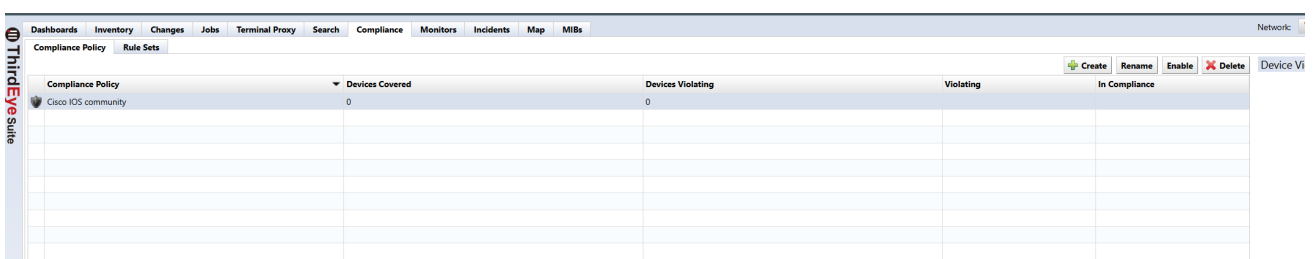 Dashboards Inventory Changes Jobs Terminal Proxy Search Compliance Monitors Incidents Map MIBs
Network:
Compliance Policy Rule Sets
Create Rename Enable Delete
Device Vi
Compliance Policy Devices Covered Devices Violating Violating In Compliance
Cisco IOS community 0 0
ThirdEye Suite